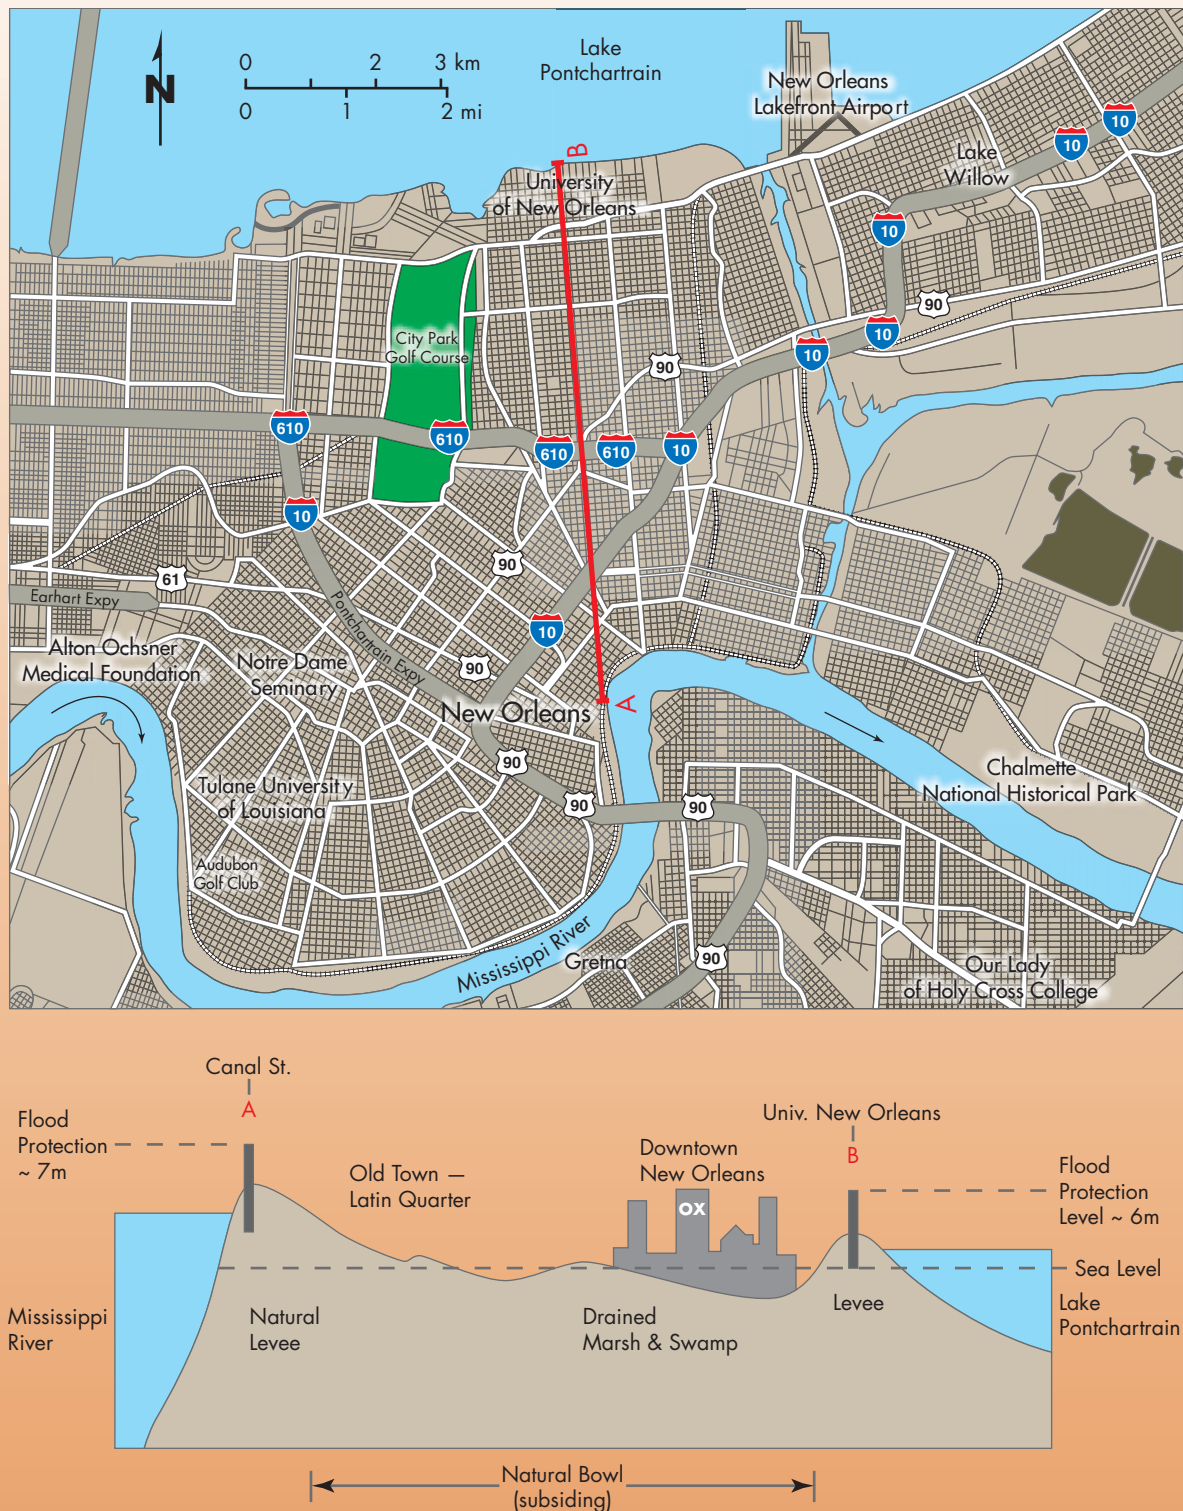 N
0 2 3 km
0 1 2 mi
Lake
Pontchartrain
New Orleans
Lakefront Airport
10
10
Lake
Willow
B
University
of New Orleans
10
90
10
10
City Park
Golf Course
90
610
610
610
610
10
10
90
61
Earhart Expy
Pontchartrain Expy
10
Alton Ochsner
Medical Foundation
Notre Dame
Seminary
90
New Orleans
A
90
Tulane University
of Louisiana
90
90
Chalmette
National Historical Park
Audubon
Golf Club
Mississippi River
Gretna
90
Our Lady
of Holy Cross College
Canal St.
A
Flood
Protection
~ 7m
Old Town –
Latin Quarter
Downtown
New Orleans
OX
Univ. New Orleans
B
Flood
Protection
Level ~ 6m
Sea Level
Mississippi
River
Natural
Levee
Drained
Marsh & Swamp
Levee
Lake
Pontchartrain
Natural Bowl
(subsiding)